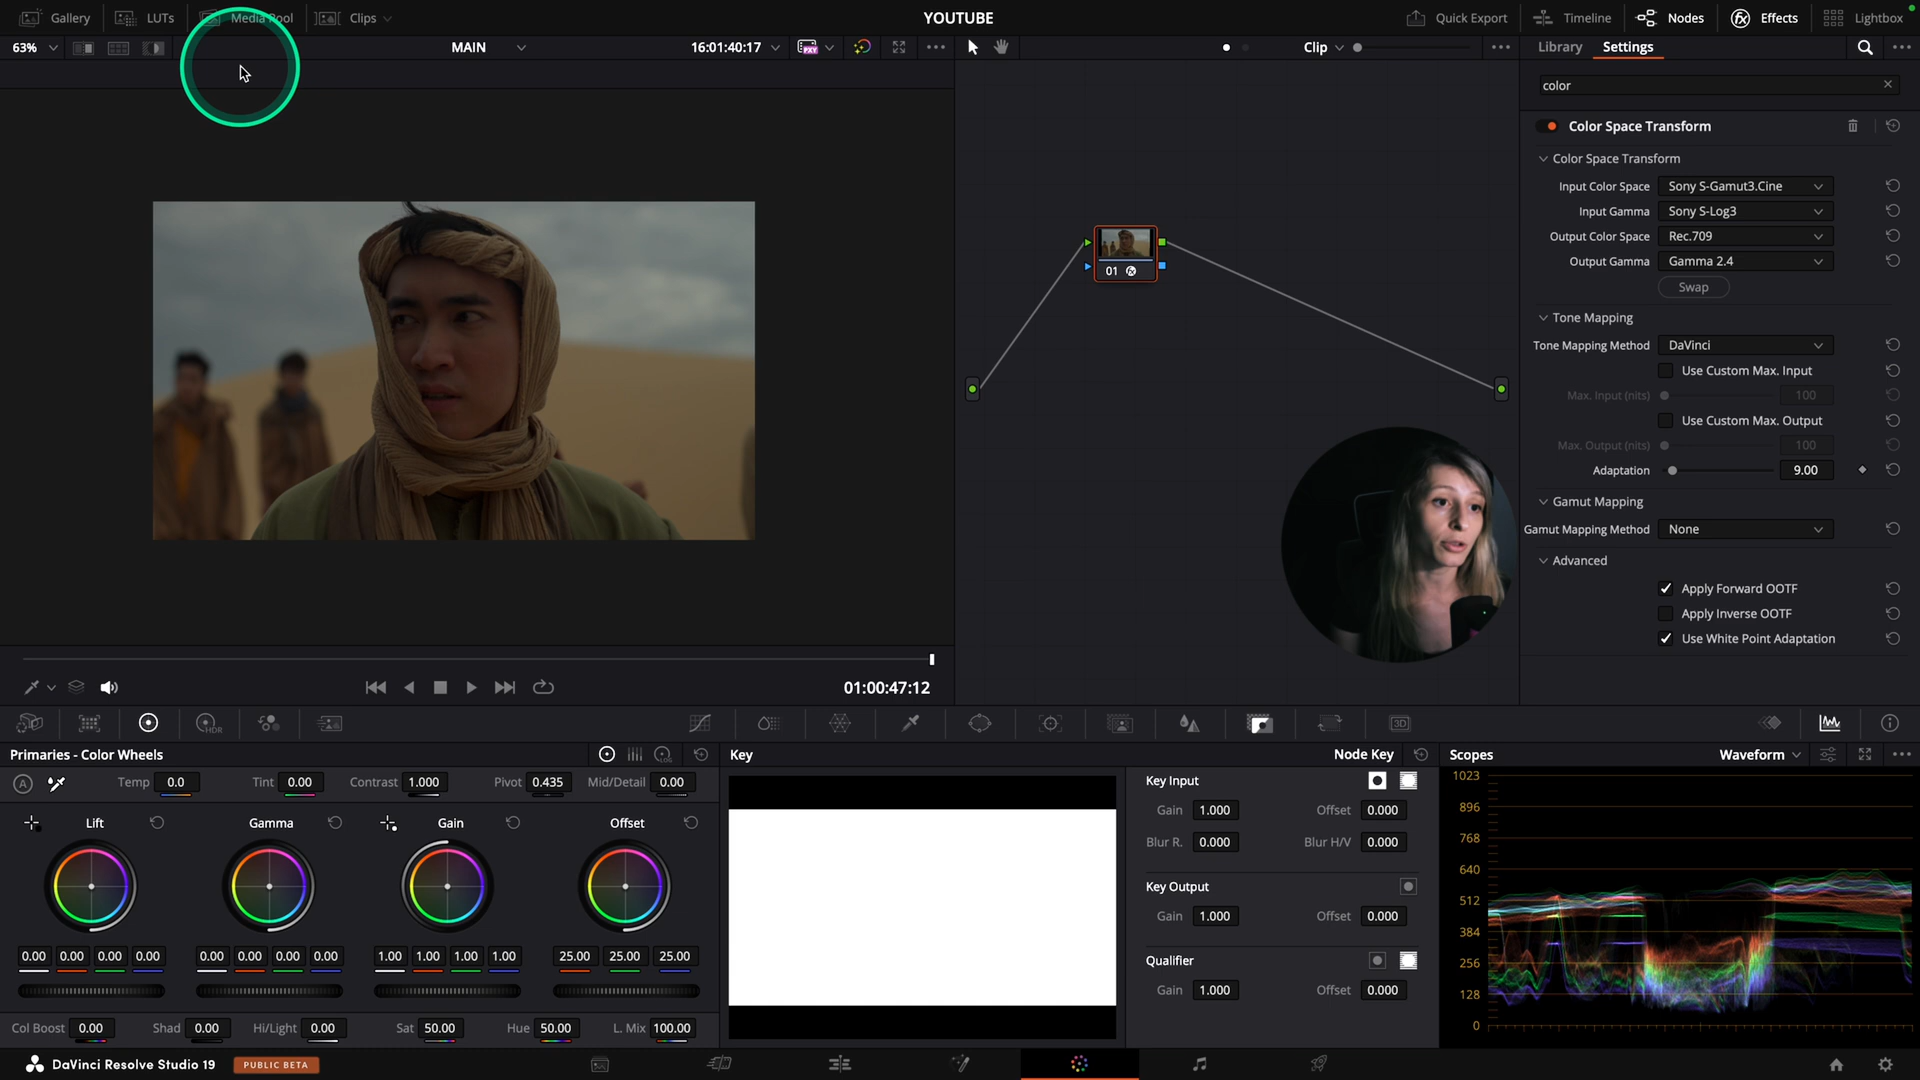 Gallery LUTs Media Pool Clips YOUTUBE Quick Export Timeline Nodes Effects Lightbox
63% MAIN 16:01:40:17 PXY Clip Library Settings
color
Color Space Transform
Color Space Transform
Input Color Space Sony S-Gamut3.Cine
Input Gamma Sony S-Log3
Output Color Space Rec.709
Output Gamma Gamma 2.4
Swap
01
Tone Mapping
Tone Mapping Method DaVinci
Use Custom Max. Input
Max. Input (nits) 100
Use Custom Max. Output
Max. Output (nits) 100
Adaptation 9.00
Gamut Mapping
Gamut Mapping Method None
Advanced
Apply Forward OOTF
Apply Inverse OOTF
Use White Point Adaptation
01:00:47:12
HDR 3D
Primaries - Color Wheels LOG Key Node Key Scopes Waveform
A Temp 0.0 Tint 0.00 Contrast 1.000 Pivot 0.435 Mid/Detail 0.00
Lift Gamma Gain Offset
0.00 0.00 0.00 0.00 0.00 0.00 0.00 0.00 1.00 1.00 1.00 1.00 25.00 25.00 25.00
Col Boost 0.00 Shad 0.00 Hi/Light 0.00 Sat 50.00 Hue 50.00 L. Mix 100.00
Key Input
Gain 1.000 Offset 0.000
Blur R. 0.000 Blur H/V 0.000
Key Output
Gain 1.000 Offset 0.000
Qualifier
Gain 1.000 Offset 0.000
1023
896
768
640
512
384
256
128
0
DaVinci Resolve Studio 19 PUBLIC BETA